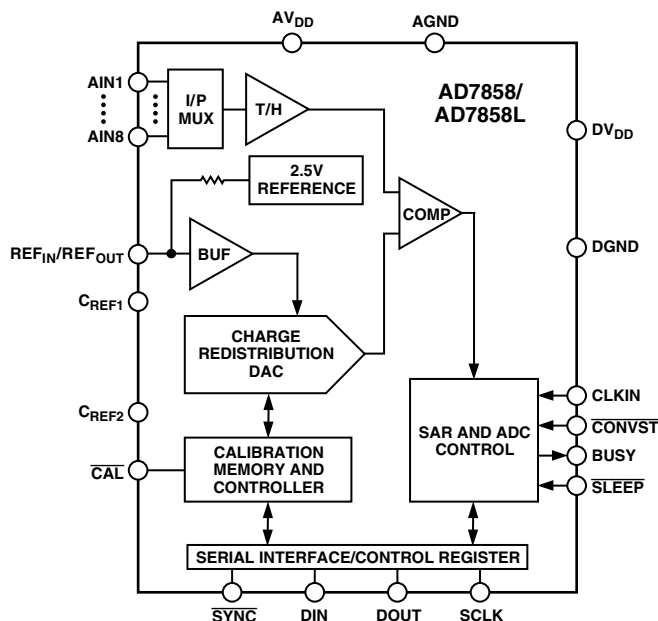 AVDD
AGND
AD7858/
AD7858L
AIN1
AIN8
I/P
MUX
T/H
DVDD
2.5V
REFERENCE
COMP
REFIN/REFOUT
BUF
DGND
CREF1
CHARGE
REDISTRIBUTION
DAC
CREF2
CAL
CALIBRATION
MEMORY AND
CONTROLLER
SAR AND ADC
CONTROL
CLKIN
CONVST
BUSY
SLEEP
SERIAL INTERFACE/CONTROL REGISTER
SYNC
DIN
DOUT
SCLK